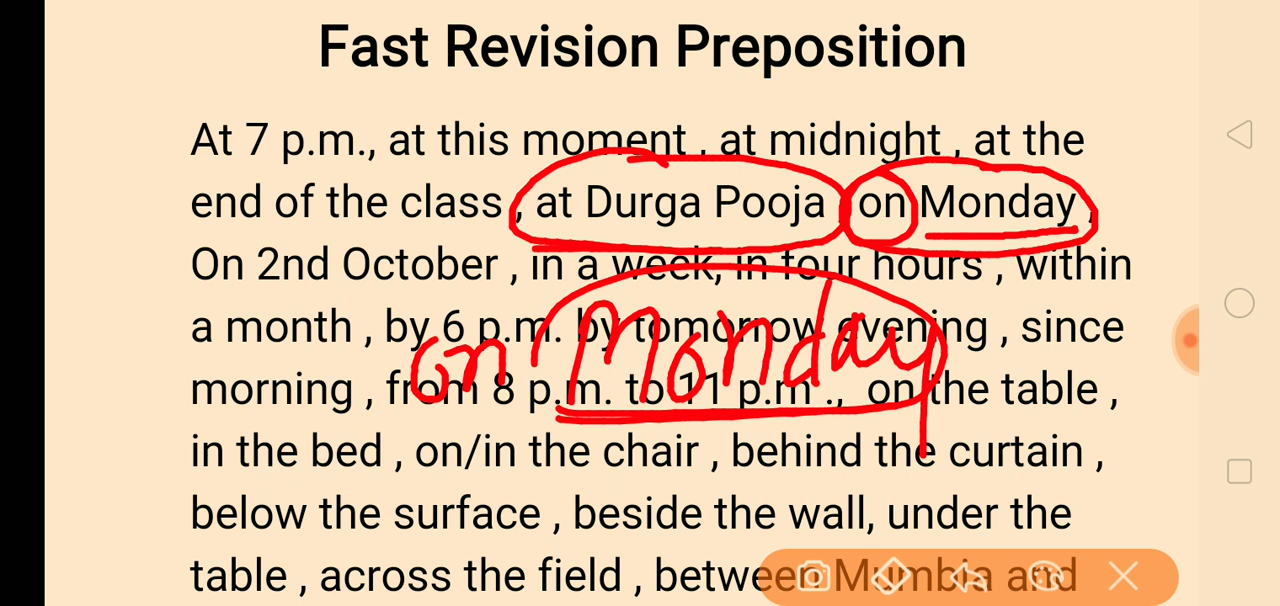 Fast Revision Preposition
At 7 p.m., at this moment , at midnight , at the
end of the class , at Durga Pooja , on Monday ,
On 2nd October , in a week, in four hours , within
a month , by 6 p.m. by tomorrow evening , since
on Monday
morning , from 8 p.m. to 11 p.m ., on the table ,
in the bed , on/in the chair , behind the curtain ,
below the surface , beside the wall, under the
table , across the field , between Mumbia and